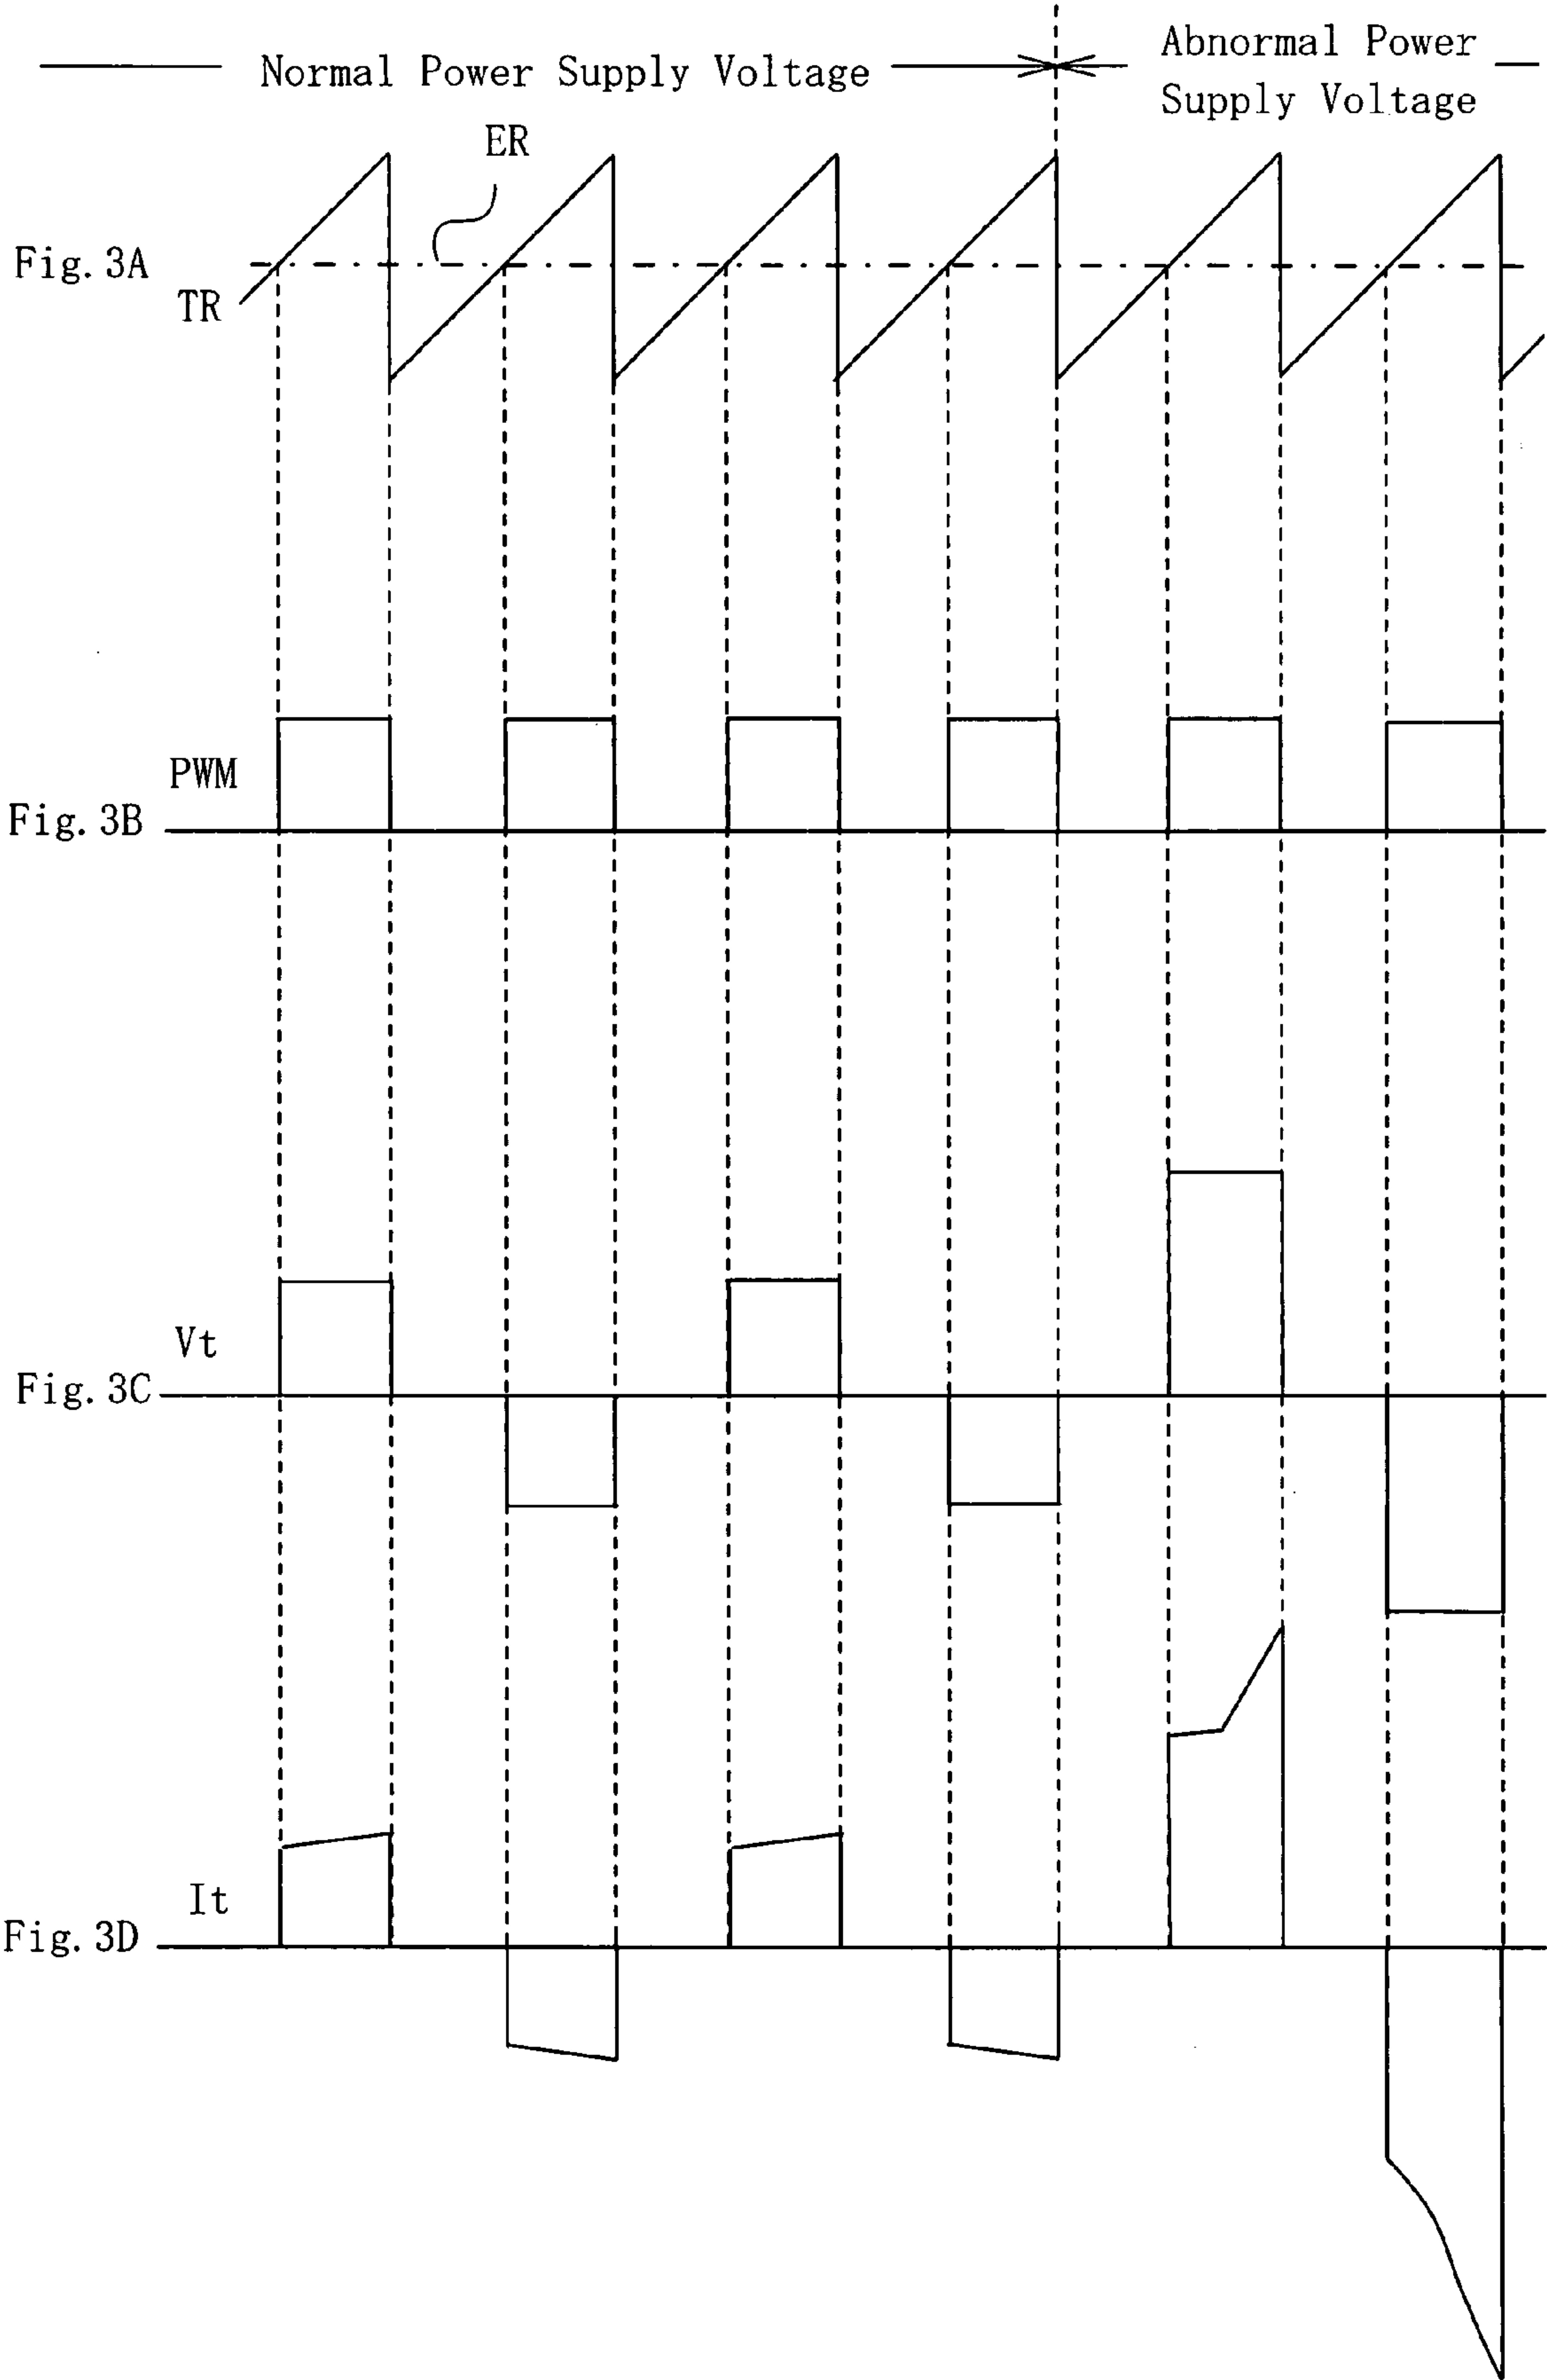 Normal Power Supply Voltage
Abnormal Power
Supply Voltage
ER
Fig. 3A
TR
PWM
Fig. 3B
Vt
Fig. 3C
It
Fig. 3D